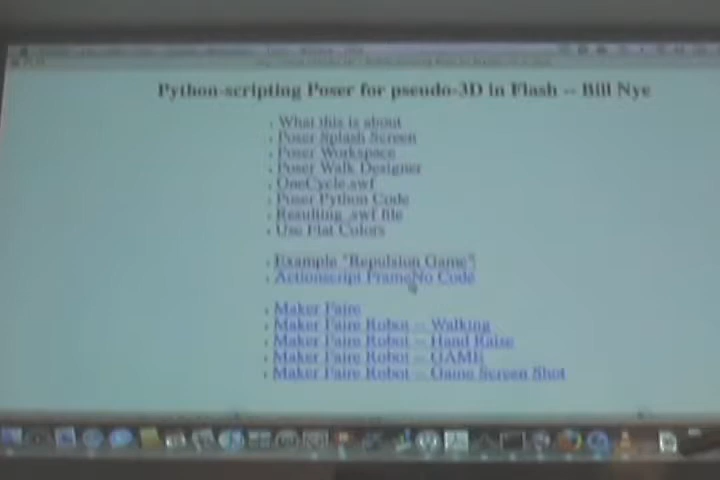 Python-scripting Poser for pseudo-3D in Flash -- Bill Nye
What this is about
Poser Splash Screen
Poser Workspace
Poser Walk Designer
OneCycle.swf
Poser Python Code
Resulting .swf file
Use Flat Colors
Example "Repulsion Game"
Actionscript FrameNo Code
Maker Faire
Maker Faire Robot -- Walking
Maker Faire Robot -- Hand Raise
Maker Faire Robot -- GAME
Maker Faire Robot -- Game Screen Shot